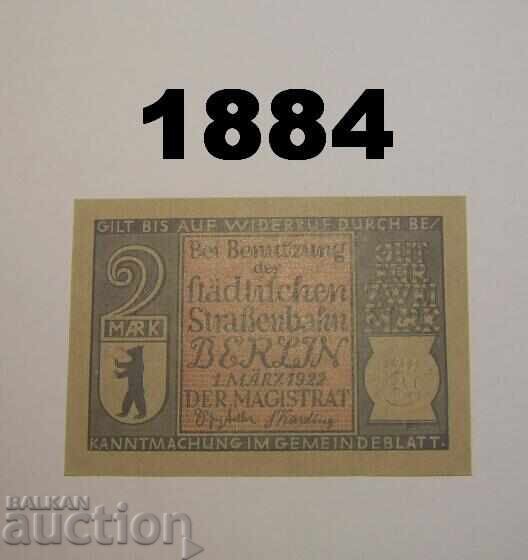 1884
GILT BIS AUF WIDERRUF DURCH BE/
2
MARK
Bei Benutzung
der
städtischen
Straßenbahn
BERLIN
1. MÄRZ 1922
DER MAGISTRAT
GUT
FÜR
ZWEI
MARK
KANNTMACHUNG IM GEMEINDEBLATT.
BALKAN
auction